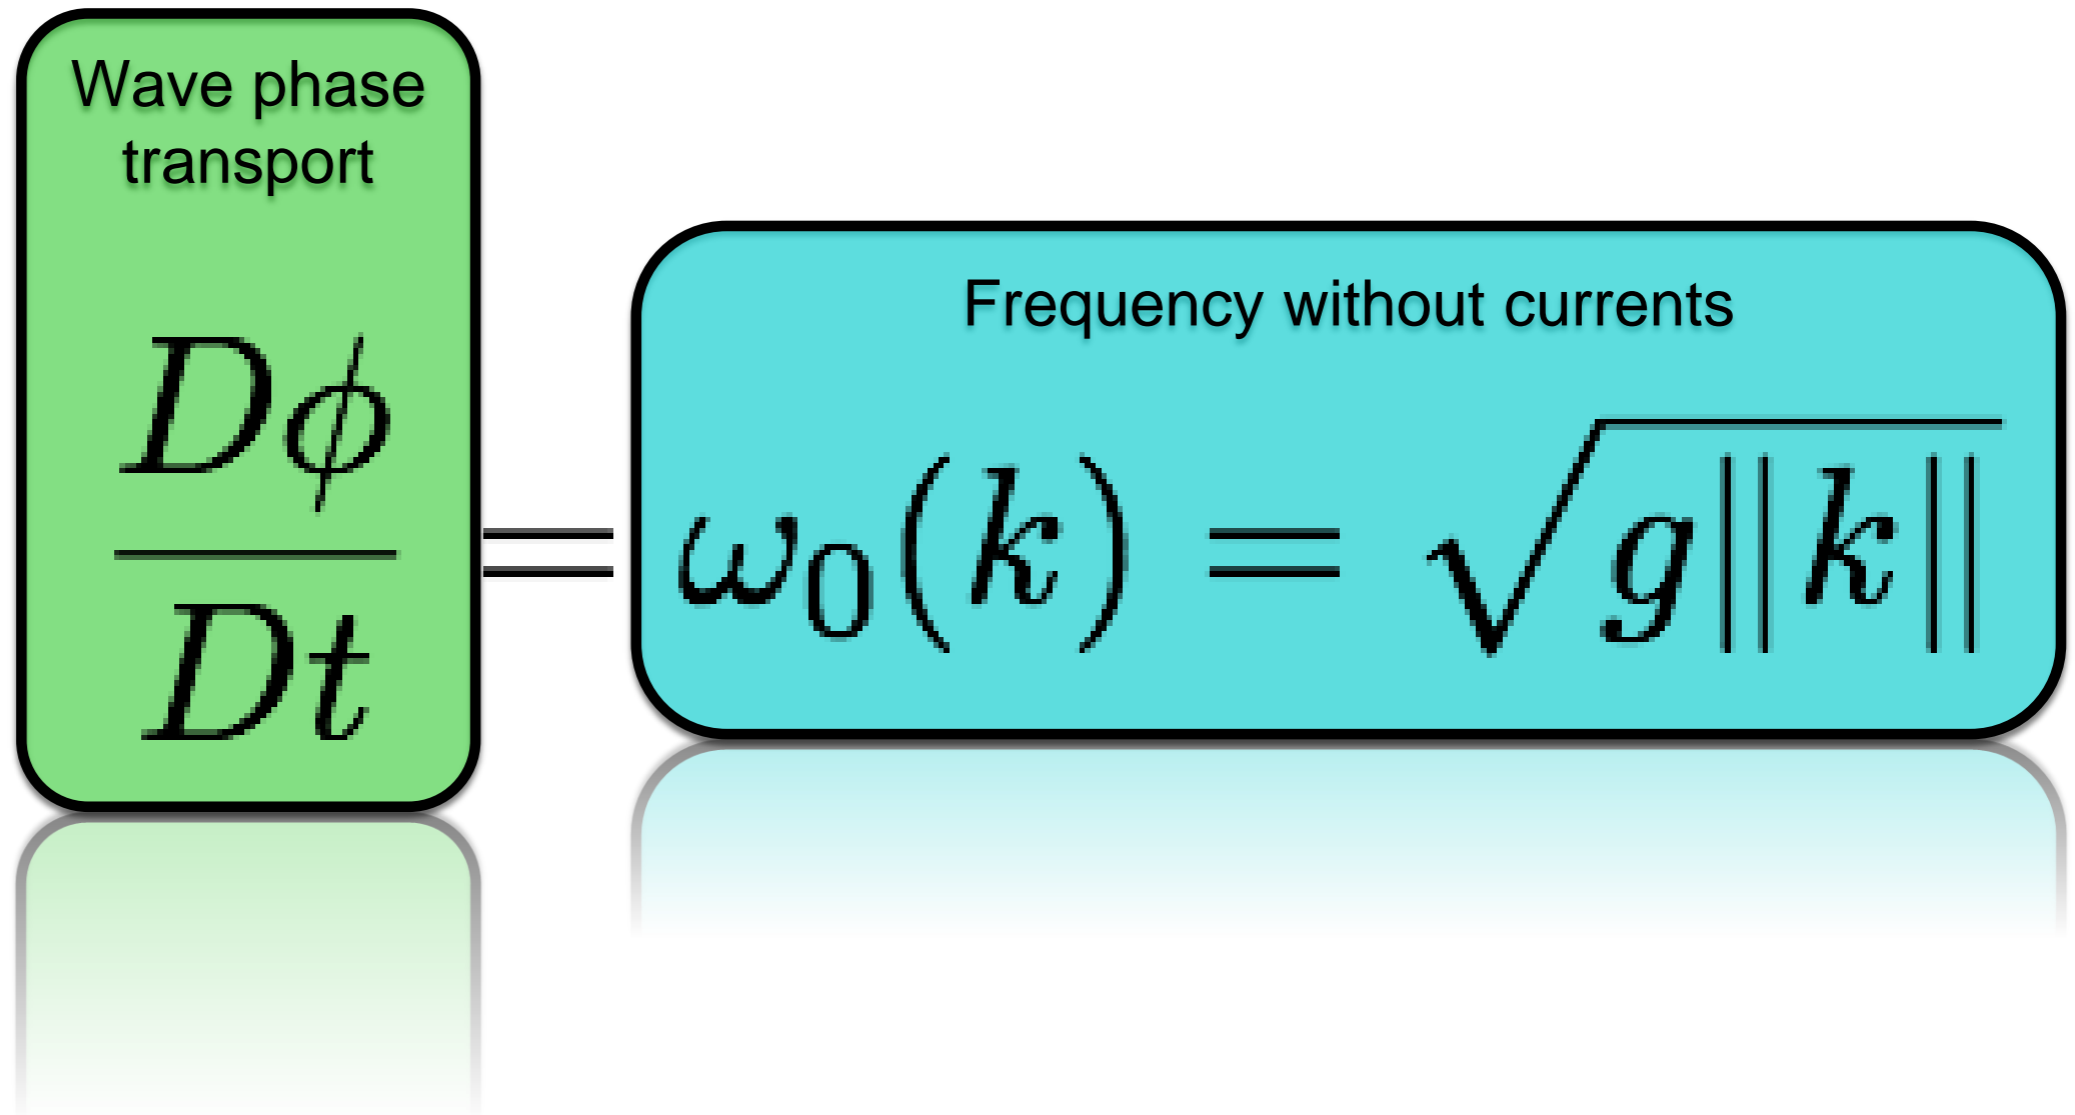 Wave phase
transport
Dϕ
Dt
=
Frequency without currents
ω₀(k) = √g‖k‖